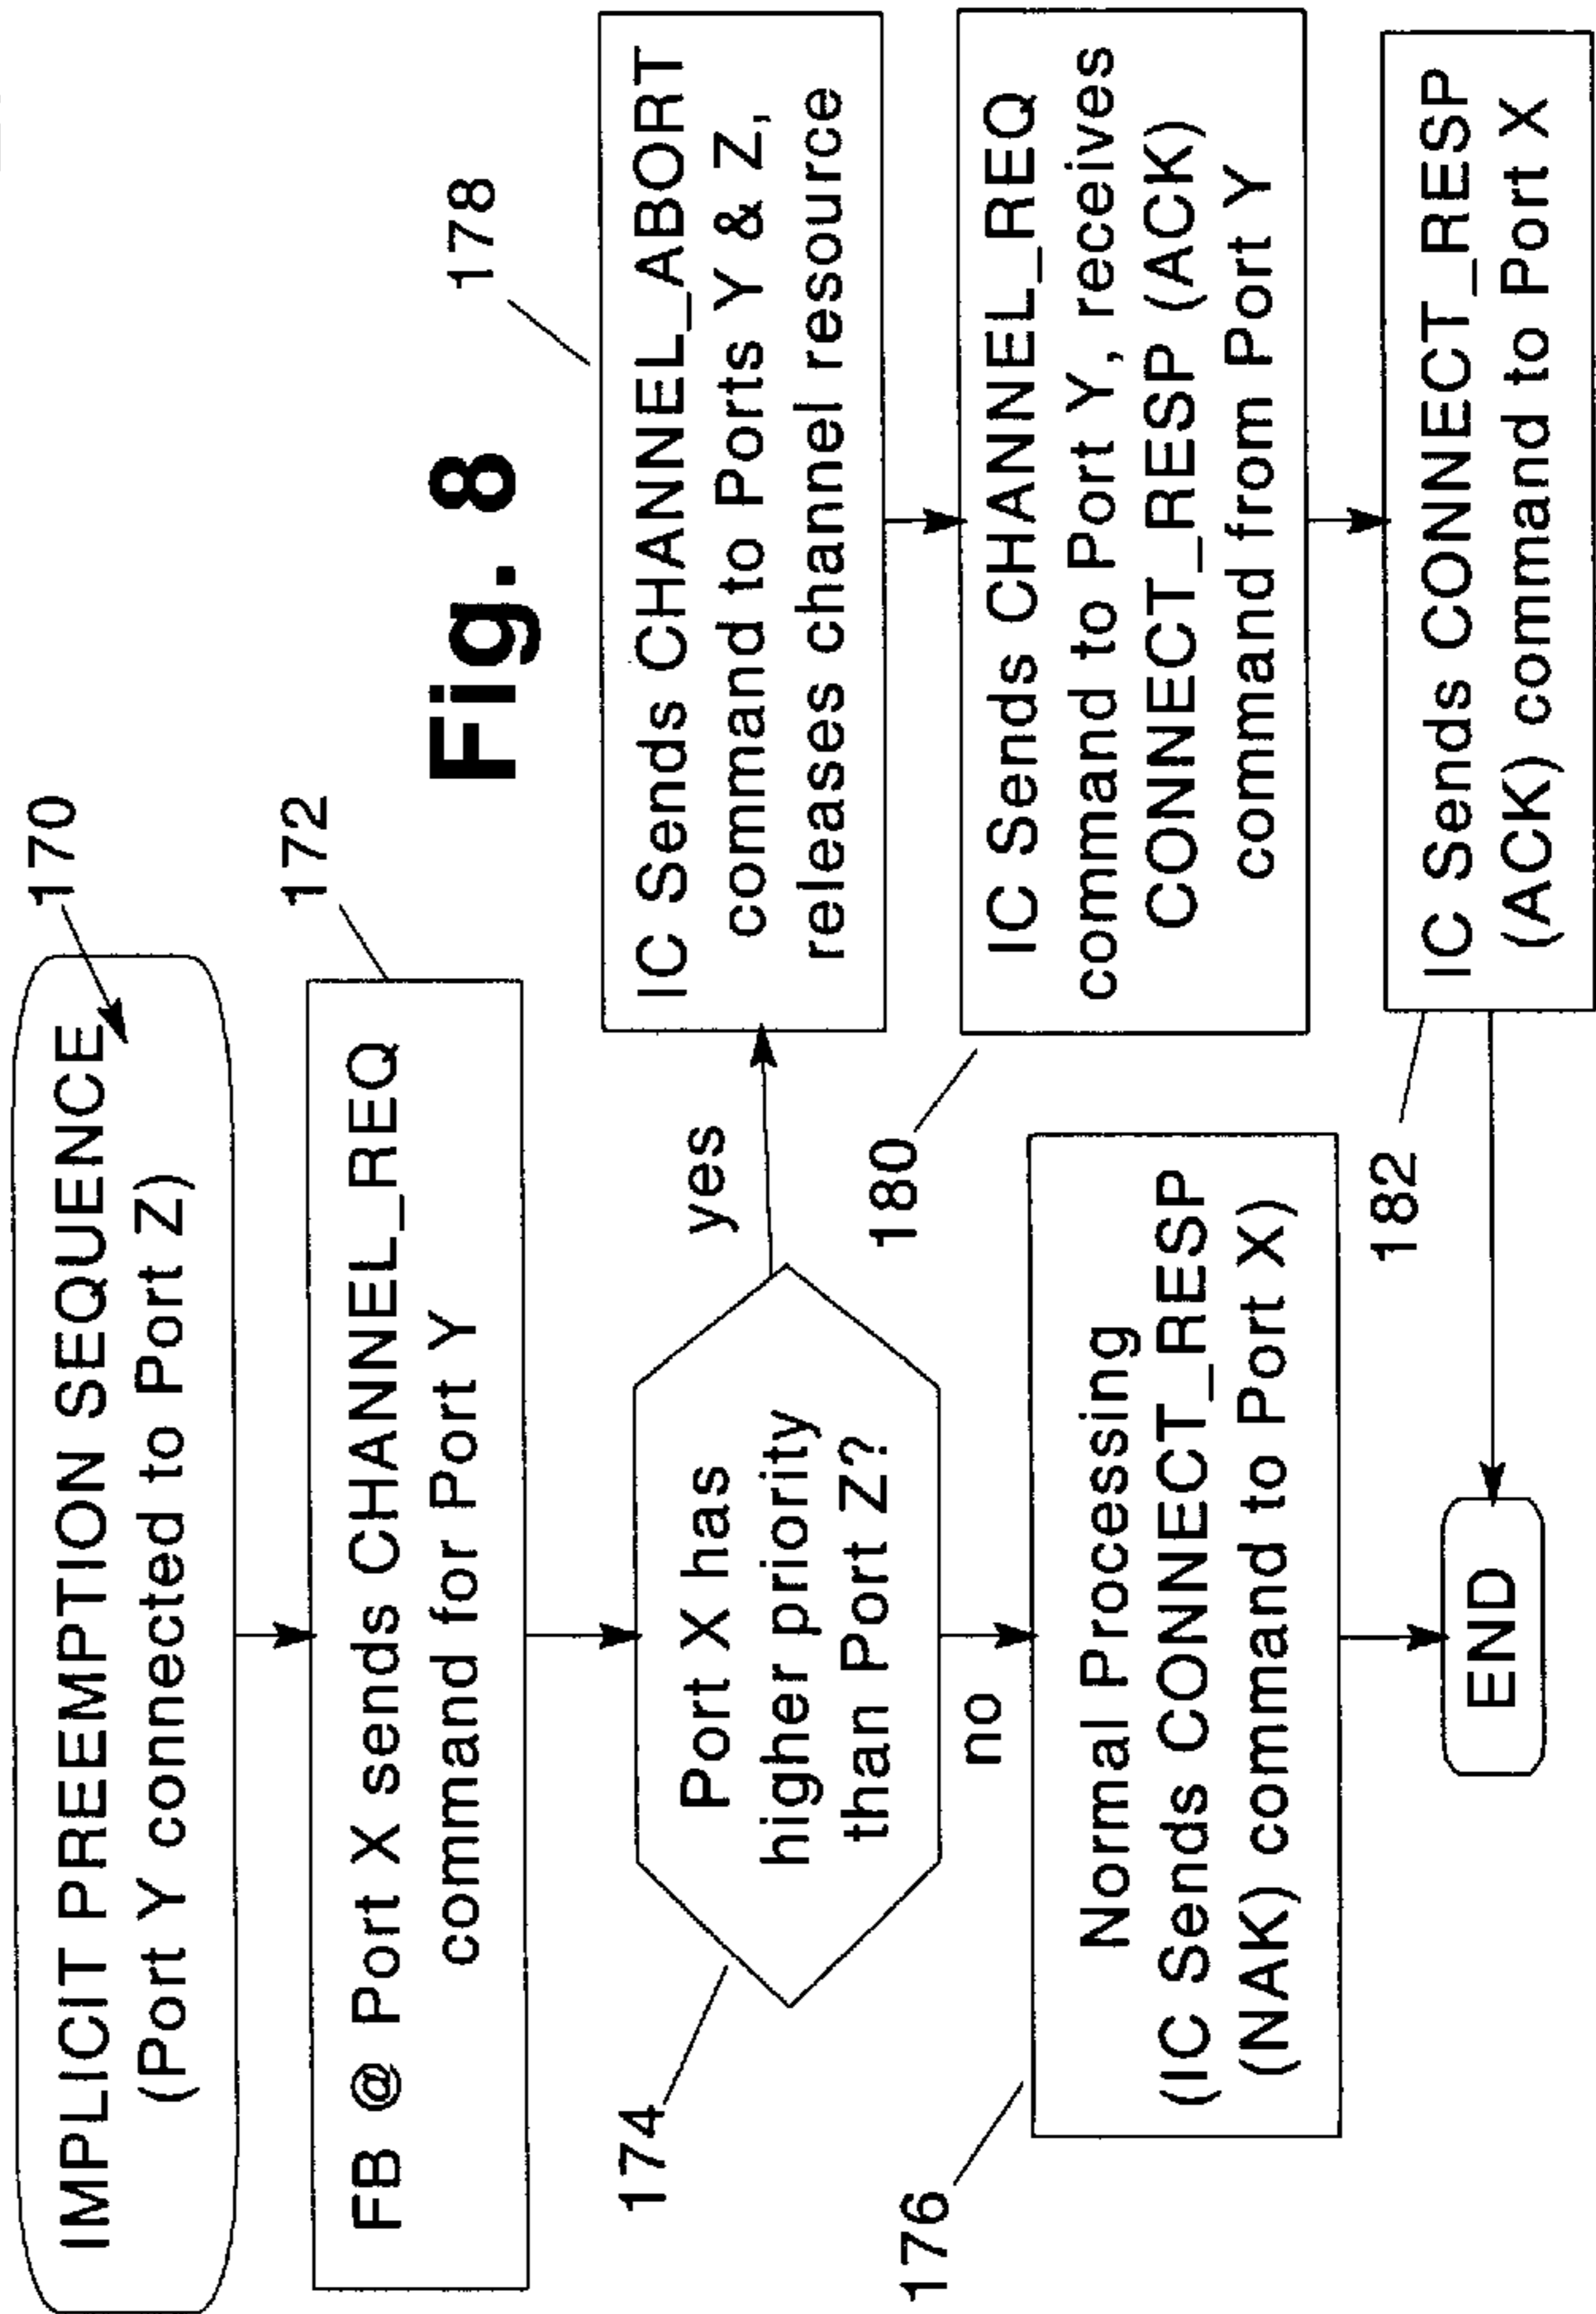 IMPLICIT PREEMPTION SEQUENCE
(Port Y connected to Port Z)
170
FB @ Port X sends CHANNEL_REQ
command for Port Y
172
Fig. 8
Port X has
higher priority
than Port Z?
174
yes
no
IC Sends CHANNEL_ABORT
command to Ports Y & Z,
releases channel resource
178
IC Sends CHANNEL_REQ
command to Port Y, receives
CONNECT_RESP (ACK)
command from Port Y
180
Normal Processing
(IC Sends CONNECT_RESP
(NAK) command to Port X)
176
IC Sends CONNECT_RESP
(ACK) command to Port X
182
END